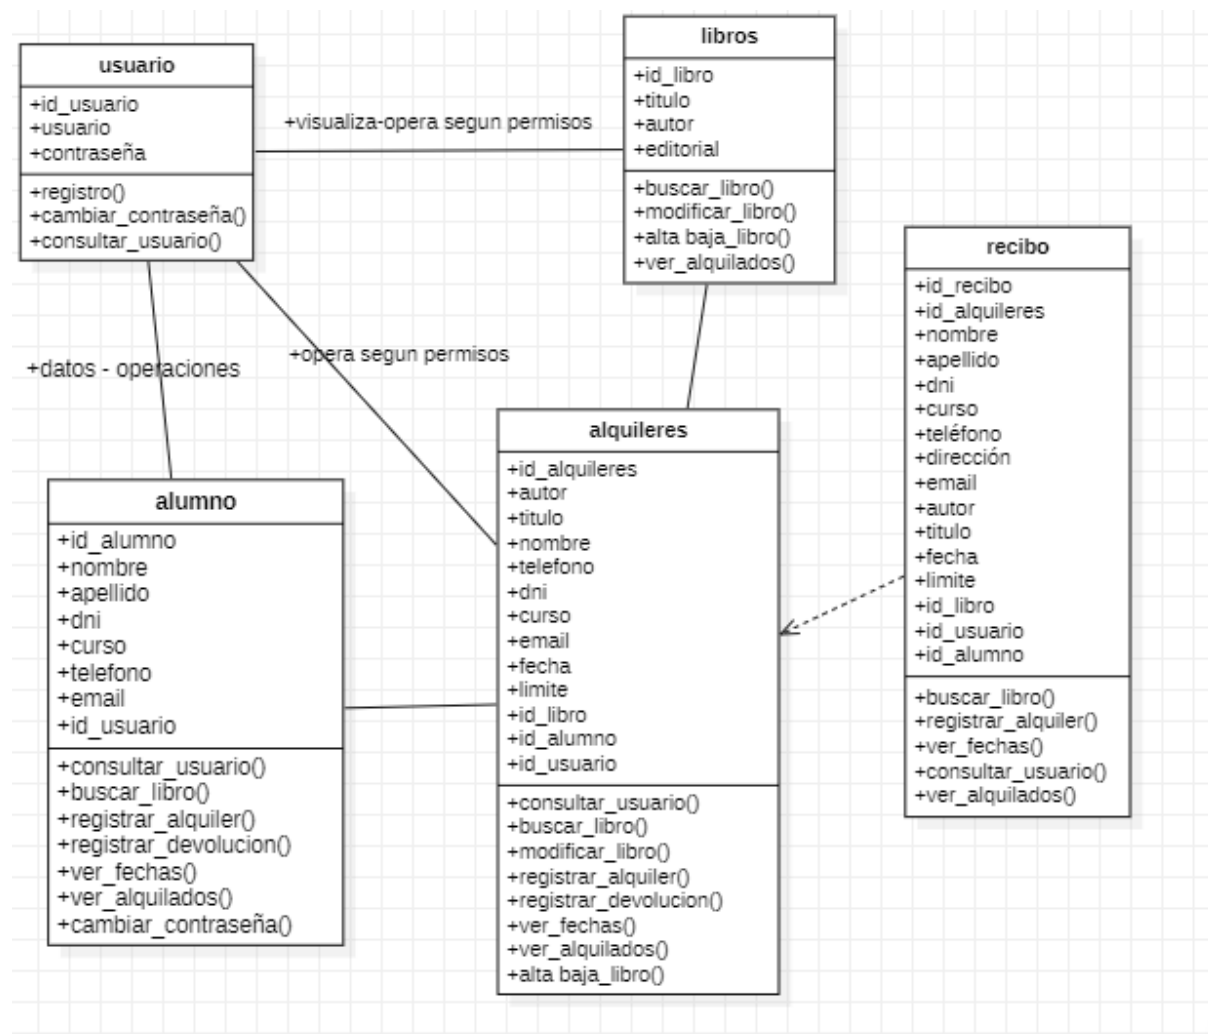 usuario
+id_usuario
+usuario
+contraseña
+registro()
+cambiar_contraseña()
+consultar_usuario()
+visualiza-opera segun permisos
libros
+id_libro
+titulo
+autor
+editorial
+buscar_libro()
+modificar_libro()
+alta baja_libro()
+ver_alquilados()
+datos - operaciones
+opera segun permisos
alumno
+id_alumno
+nombre
+apellido
+dni
+curso
+telefono
+email
+id_usuario
+consultar_usuario()
+buscar_libro()
+registrar_alquiler()
+registrar_devolucion()
+ver_fechas()
+ver_alquilados()
+cambiar_contraseña()
alquileres
+id_alquileres
+autor
+titulo
+nombre
+telefono
+dni
+curso
+email
+fecha
+limite
+id_libro
+id_alumno
+id_usuario
+consultar_usuario()
+buscar_libro()
+modificar_libro()
+registrar_alquiler()
+registrar_devolucion()
+ver_fechas()
+ver_alquilados()
+alta baja_libro()
recibo
+id_recibo
+id_alquileres
+nombre
+apellido
+dni
+curso
+teléfono
+dirección
+email
+autor
+titulo
+fecha
+limite
+id_libro
+id_usuario
+id_alumno
+buscar_libro()
+registrar_alquiler()
+ver_fechas()
+consultar_usuario()
+ver_alquilados()